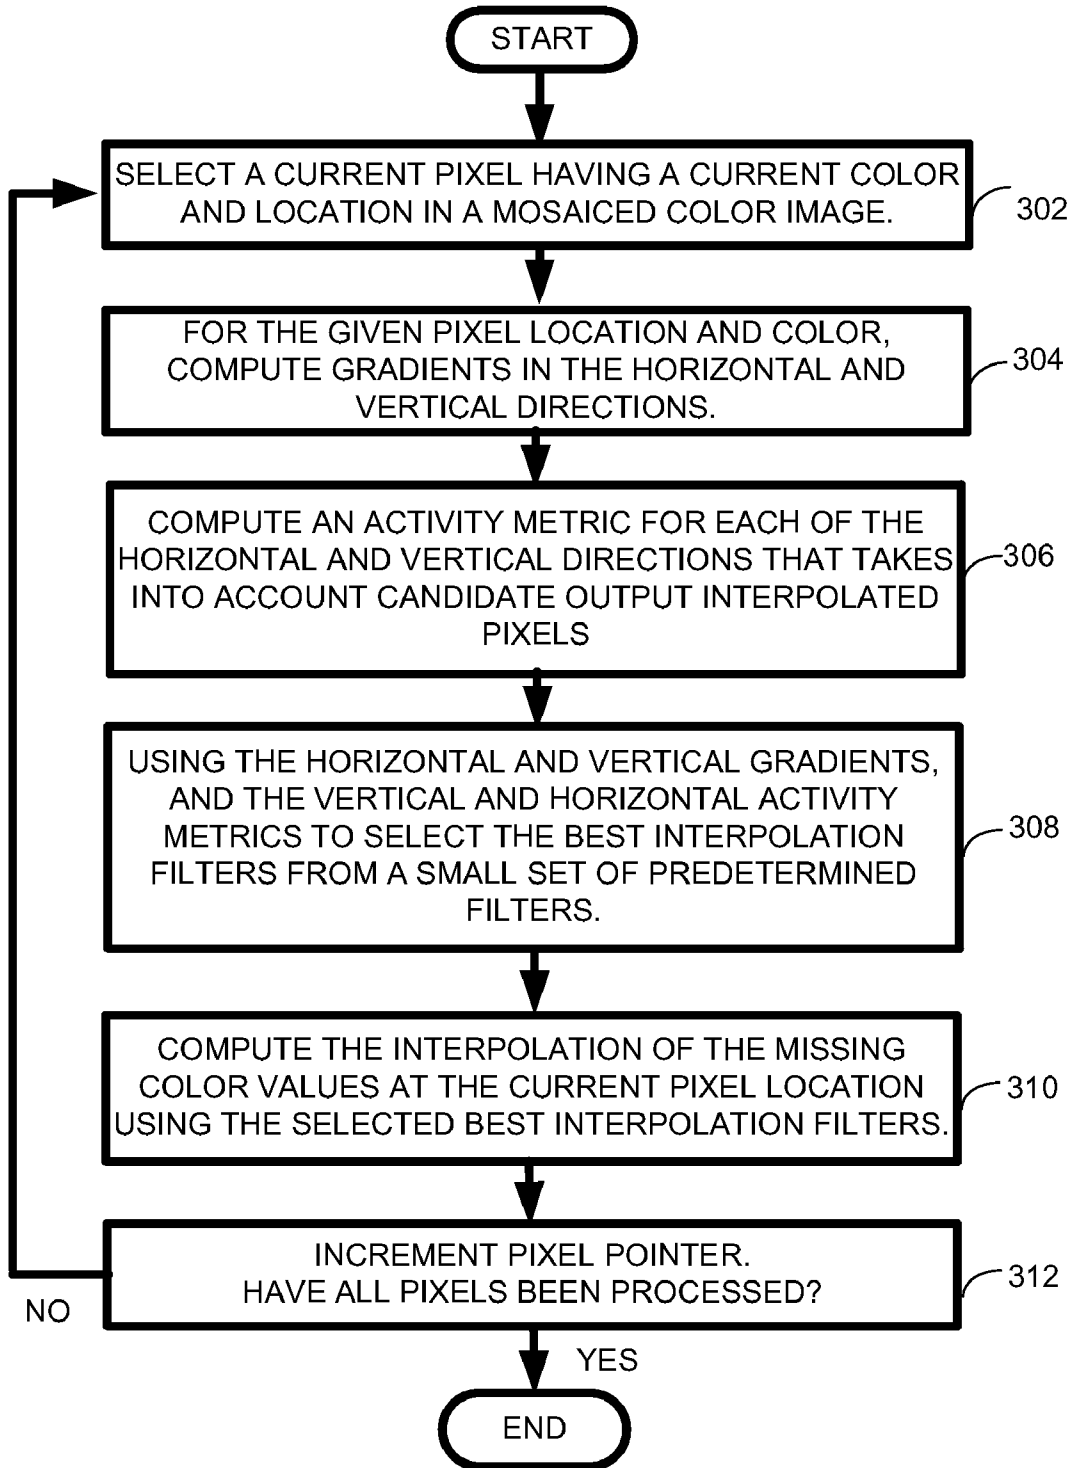 START
SELECT A CURRENT PIXEL HAVING A CURRENT COLOR
AND LOCATION IN A MOSAICED COLOR IMAGE.
302
FOR THE GIVEN PIXEL LOCATION AND COLOR,
COMPUTE GRADIENTS IN THE HORIZONTAL AND
VERTICAL DIRECTIONS.
304
COMPUTE AN ACTIVITY METRIC FOR EACH OF THE
HORIZONTAL AND VERTICAL DIRECTIONS THAT TAKES
INTO ACCOUNT CANDIDATE OUTPUT INTERPOLATED
PIXELS
306
USING THE HORIZONTAL AND VERTICAL GRADIENTS,
AND THE VERTICAL AND HORIZONTAL ACTIVITY
METRICS TO SELECT THE BEST INTERPOLATION
FILTERS FROM A SMALL SET OF PREDETERMINED
FILTERS.
308
COMPUTE THE INTERPOLATION OF THE MISSING
COLOR VALUES AT THE CURRENT PIXEL LOCATION
USING THE SELECTED BEST INTERPOLATION FILTERS.
310
INCREMENT PIXEL POINTER.
HAVE ALL PIXELS BEEN PROCESSED?
312
NO
YES
END